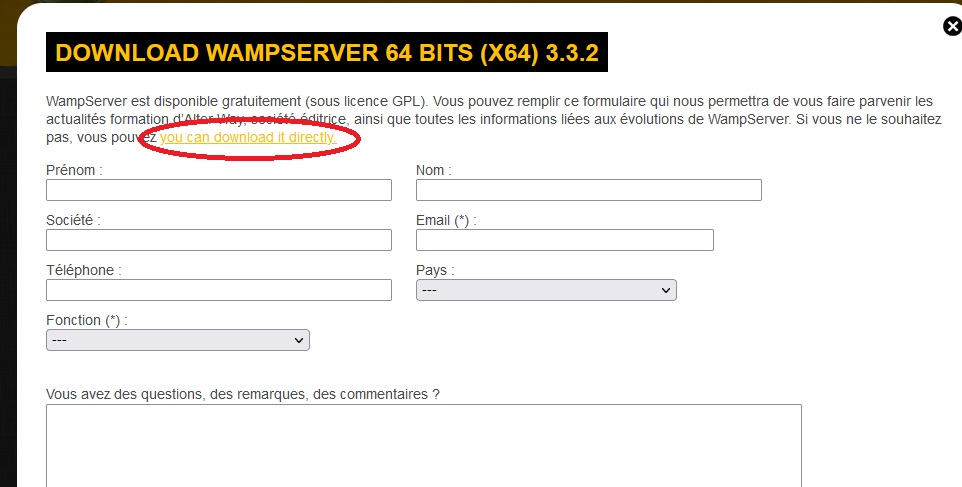 DOWNLOAD WAMPSERVER 64 BITS (X64) 3.3.2
WampServer est disponible gratuitement (sous licence GPL). Vous pouvez remplir ce formulaire qui nous permettra de vous faire parvenir les
actualités formation d'Alter Way, société éditrice, ainsi que toutes les informations liées aux évolutions de WampServer. Si vous ne le souhaitez
pas, vous pouvez you can download it directly.
Prénom :
Nom :
Société :
Email (*) :
Téléphone :
Pays :
---
Fonction (*) :
---
Vous avez des questions, des remarques, des commentaires ?